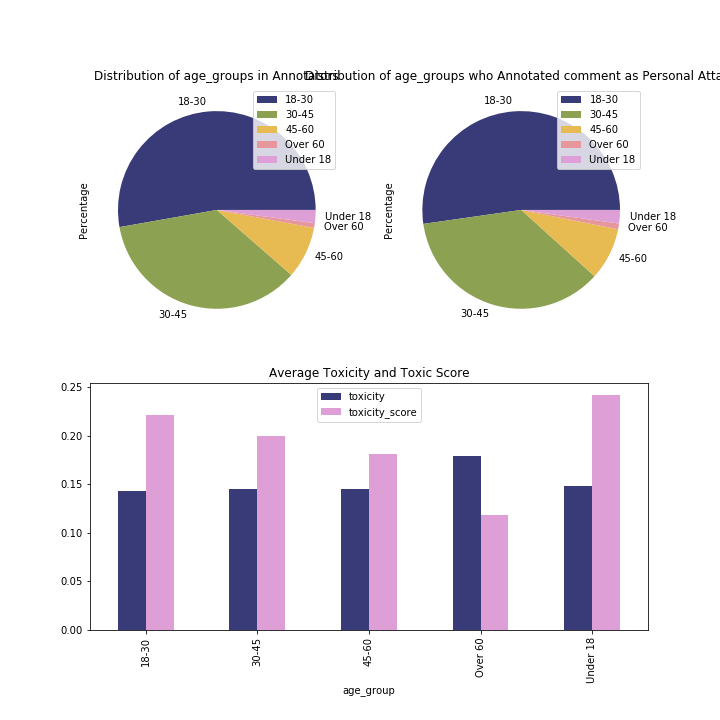 Distribution of age_groups in Annotators
Distribution of age_groups who Annotated comment as Personal Atta
18-30
18-30
30-45
45-60
Over 60
Under 18
Percentage
Under 18
Over 60
45-60
30-45
18-30
18-30
30-45
45-60
Over 60
Under 18
Percentage
Under 18
Over 60
45-60
30-45
Average Toxicity and Toxic Score
toxicity
toxicity_score
0.25
0.20
0.15
0.10
0.05
0.00
18-30
30-45
45-60
Over 60
Under 18
age_group